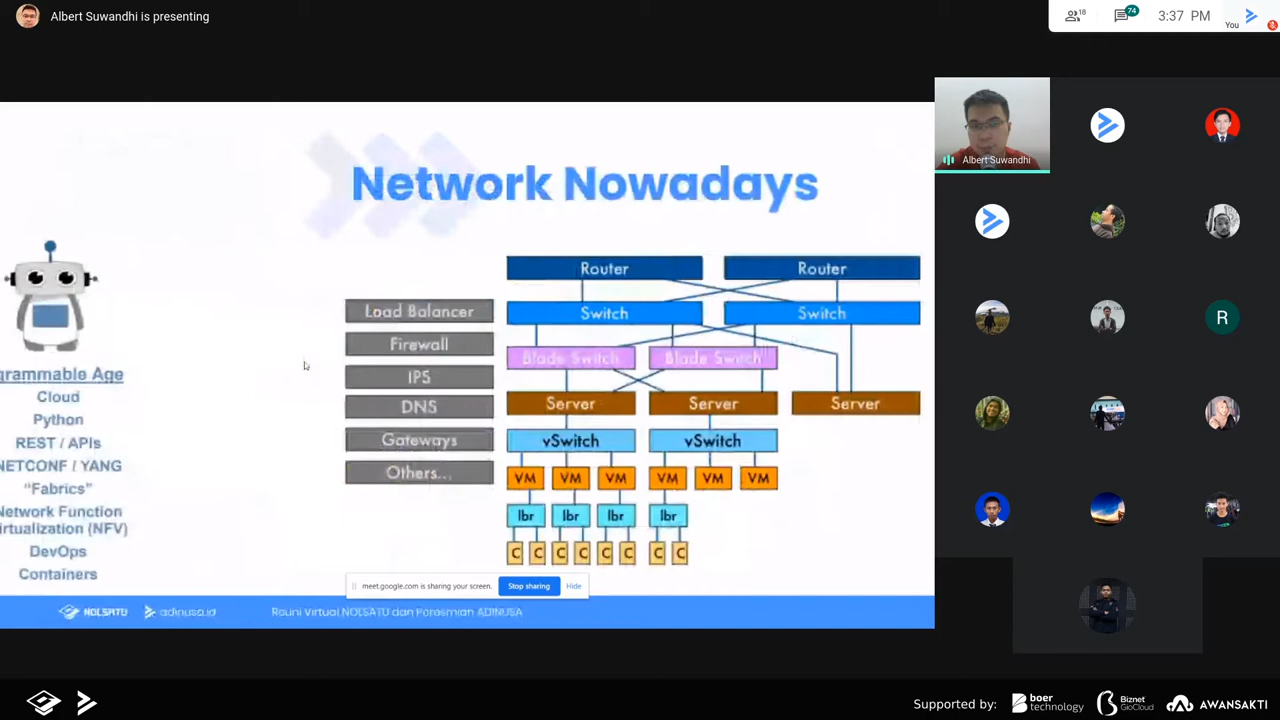 Albert Suwandhi is presenting
18
74
3:37 PM
You
Network Nowadays
Router
Router
Load Balancer
Switch
Switch
Firewall
Blade Switch
Blade Switch
IPS
grammable Age
Cloud
Python
REST / APIs
NETCONF / YANG
"Fabrics"
Network Function
irtualization (NFV)
DevOps
Containers
DNS
Server
Server
Server
Gateways
vSwitch
vSwitch
Others...
VM
VM
VM
VM
VM
VM
lbr
lbr
lbr
lbr
C
C
C
C
C
C
C
C
meet.google.com is sharing your screen.
Stop sharing
Hide
NOLSATU
adinusa.id
Reuni Virtual NOLSATU dan Peresmian ADINUSA
Albert Suwandhi
R
Supported by:
boer technology
Biznet GioCloud
AWANSAKTI